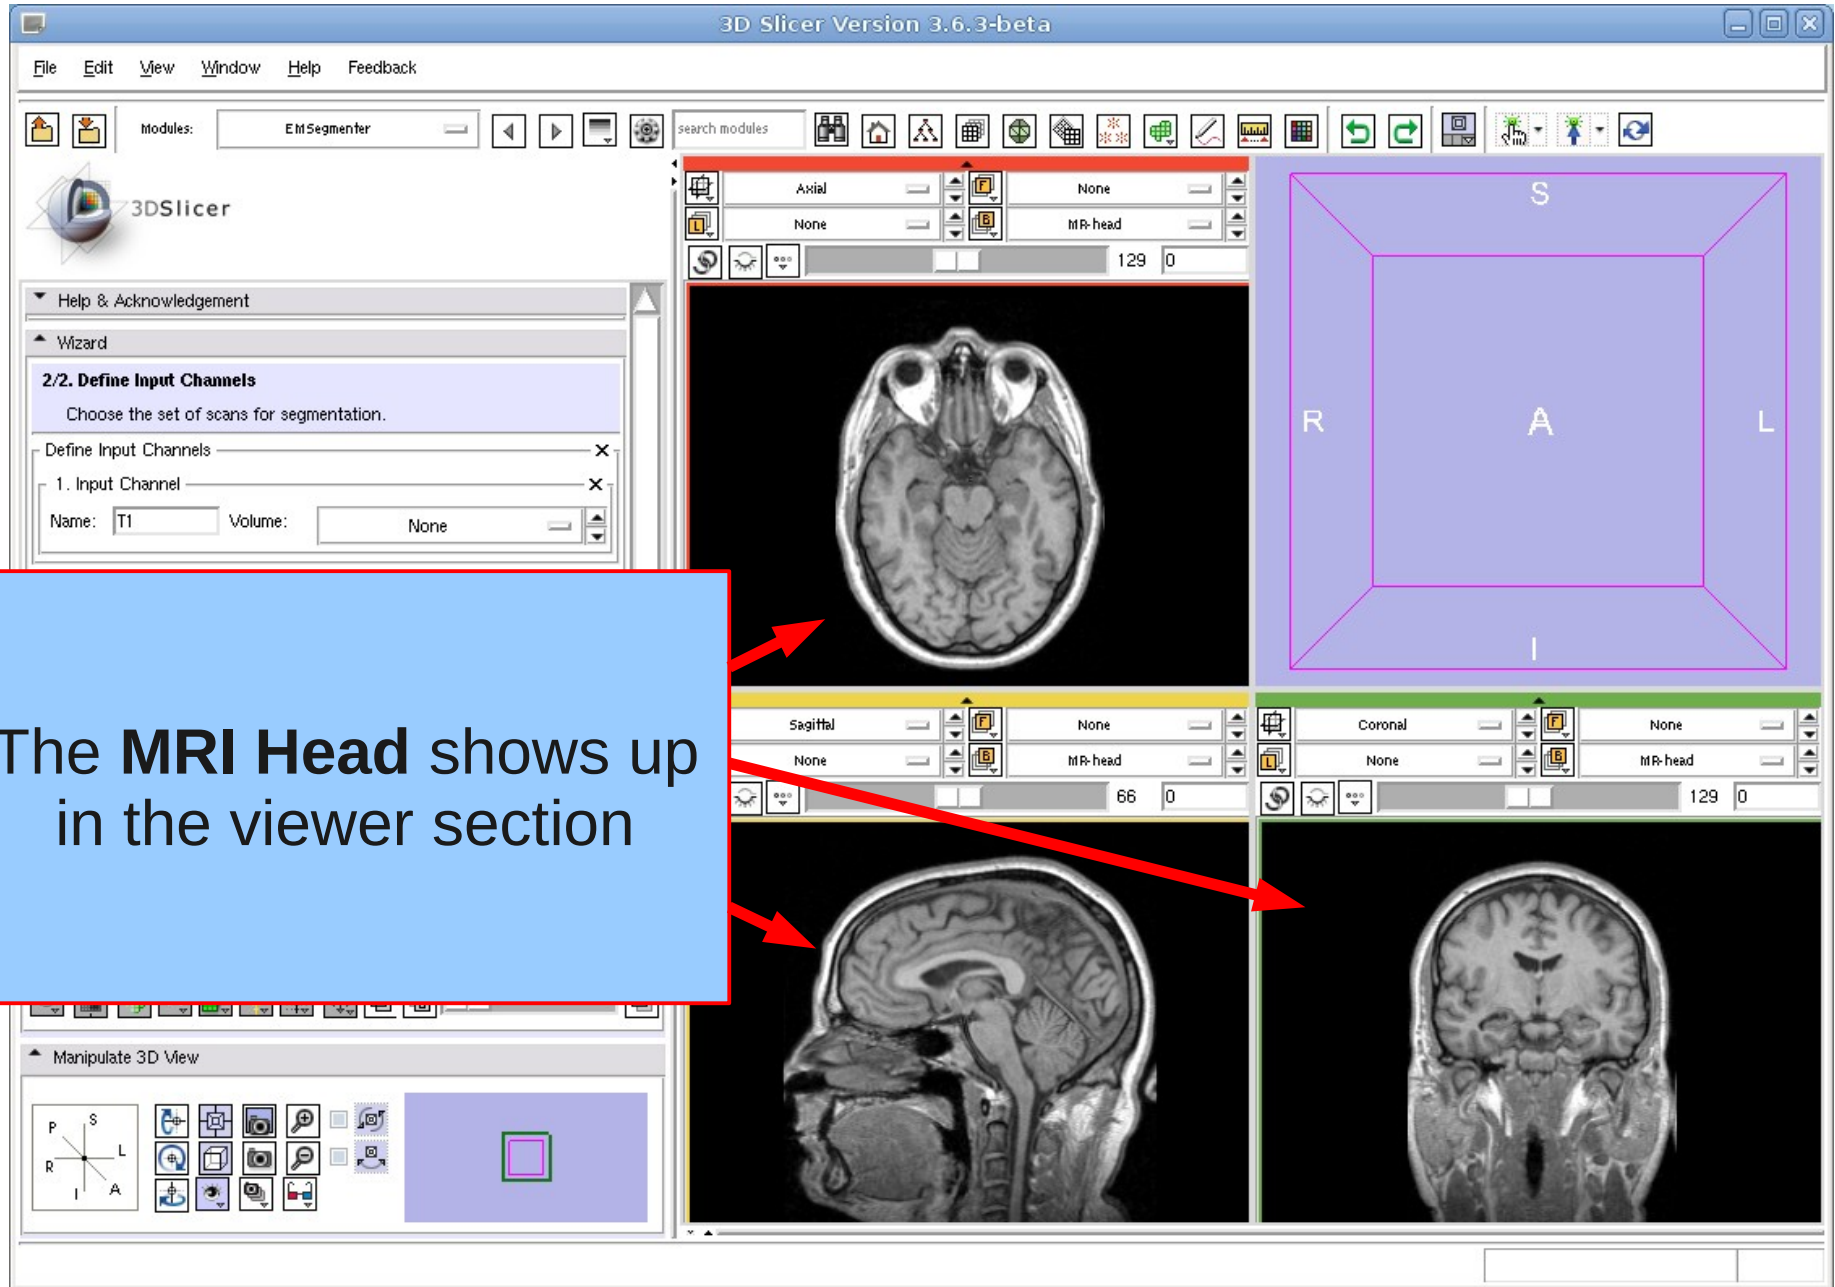 3D Slicer Version 3.6.3-beta
File Edit View Window Help Feedback
Modules: EMSegmenter search modules
3DSlicer
Help & Acknowledgement
Wizard
2/2. Define Input Channels
Choose the set of scans for segmentation.
Define Input Channels
1. Input Channel
Name: T1 Volume: None
The MRI Head shows up
in the viewer section
Manipulate 3D View
P S
R L
I A
Axial F None
L None B MR-head
129 0
S
R A L
I
Sagittal F None
None B MR-head
66 0
Coronal F None
L None B MR-head
129 0